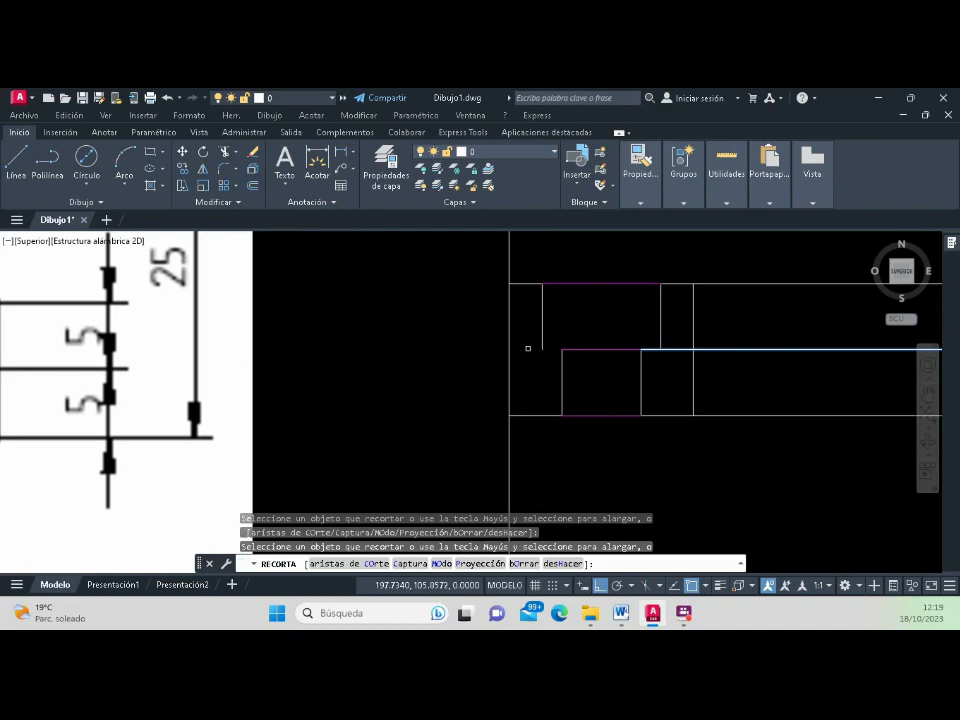 A
Compartir
Dibujo1.dwg
Escriba palabra clave o frase
Iniciar sesión
Archivo Edición Ver Insertar Formato Herr. Dibujo Acotar Modificar Paramétrico Ventana ? Express
Inicio Inserción Anotar Paramétrico Vista Administrar Salida Complementos Colaborar Express Tools Aplicaciones destacadas
0
0
Línea Polilínea Círculo Arco Texto Acotar Propiedades de capa Insertar Propied... Grupos Utilidades Portapap... Vista
Dibujo Modificar Anotación Capas Bloque
Dibujo1*
[−][Superior][Estructura alámbrica 2D]
25
5
5
N
O SUPERIOR E
S
SCU
Seleccione un objeto que recortar o use la tecla Mayús y seleccione para alargar, o
[aristas de COrte/Captura/MOdo/Proyección/bOrrar/desHacer]:
Seleccione un objeto que recortar o use la tecla Mayús y seleccione para alargar, o
RECORTA [aristas de COrte Captura MOdo Proyección bOrrar desHacer]:
Modelo Presentación1 Presentación2
197.7340, 105.8572, 0.0000 MODELO 1:1
19°C
Parc. soleado
Búsqueda
99+
12:19
18/10/2023